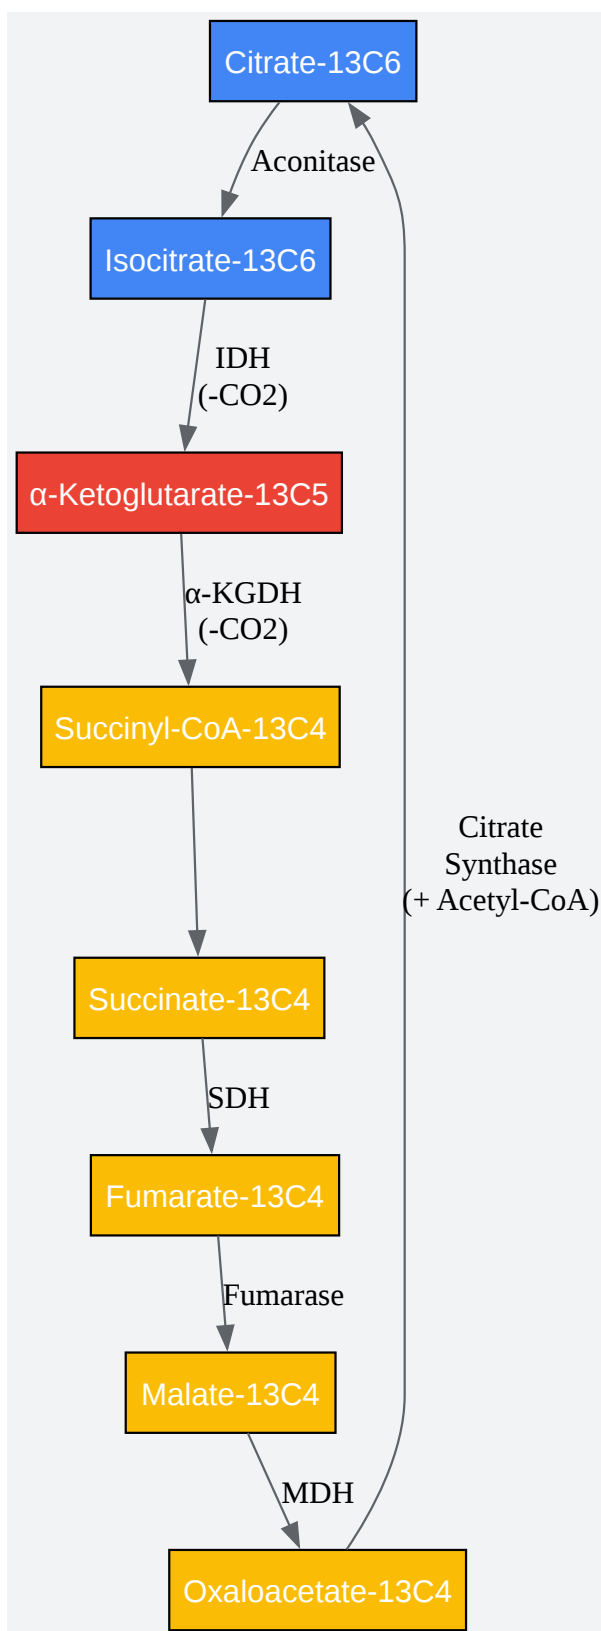 Citrate-13C6
Aconitase
Isocitrate-13C6
IDH
(-CO2)
α-Ketoglutarate-13C5
α-KGDH
(-CO2)
Succinyl-CoA-13C4
Citrate
Synthase
(+ Acetyl-CoA)
Succinate-13C4
SDH
Fumarate-13C4
Fumarase
Malate-13C4
MDH
Oxaloacetate-13C4